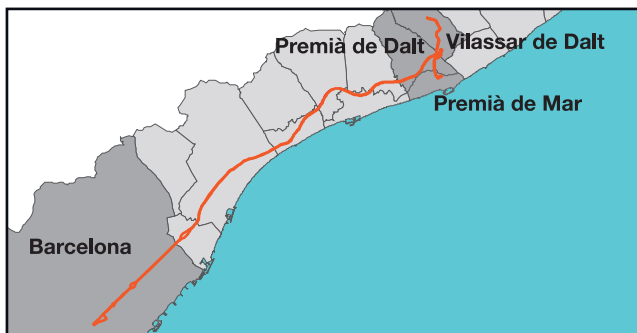 Premià de Dalt
Vilassar de Dalt
Premià de Mar
Barcelona